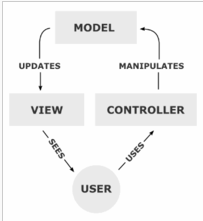 MODEL
UPDATES
MANIPULATES
VIEW
CONTROLLER
SEES
USES
USER